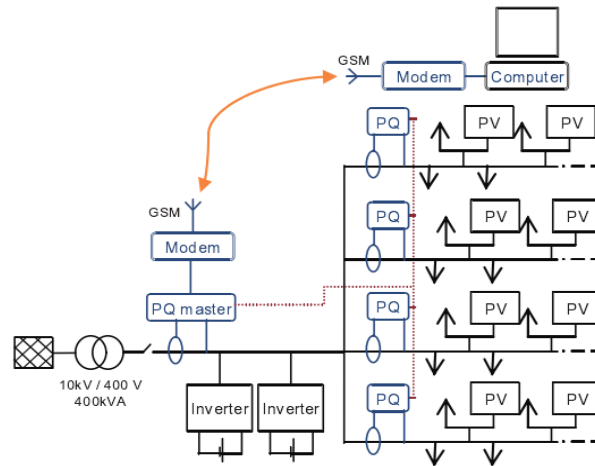 GSM
Modem
Computer
PQ
PV
PV
GSM
Modem
PQ
PV
PV
PQ master
PQ
PV
PV
10kV / 400 V
400kVA
Inverter
Inverter
PQ
PV
PV